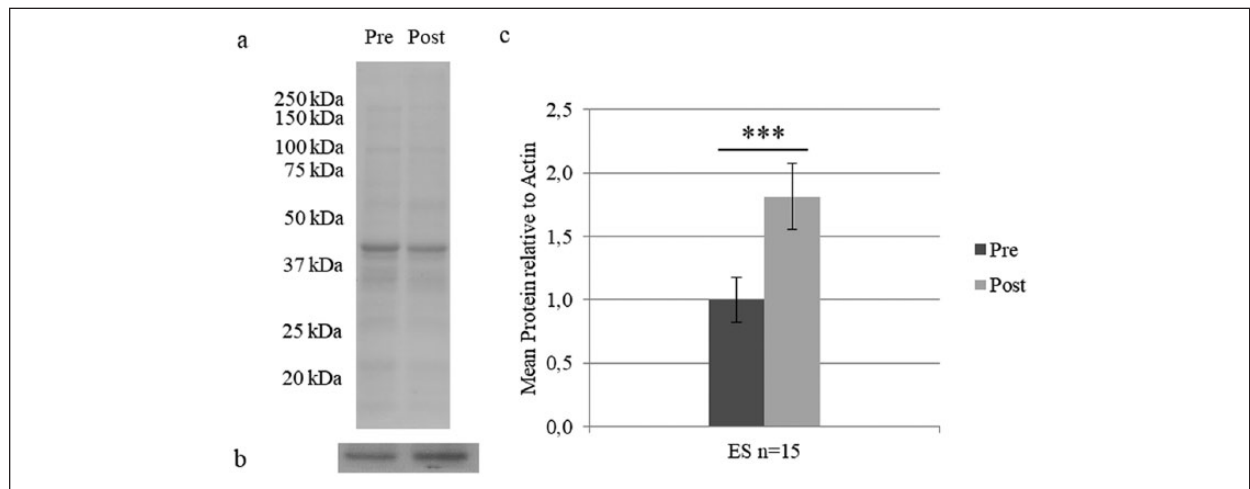 a
Pre Post
250 kDa
150 kDa
100 kDa
75 kDa
50 kDa
37 kDa
25 kDa
20 kDa
b
c
Mean Protein relative to Actin
2,5
2,0
1,5
1,0
0,5
0,0
***
ES n=15
Pre
Post